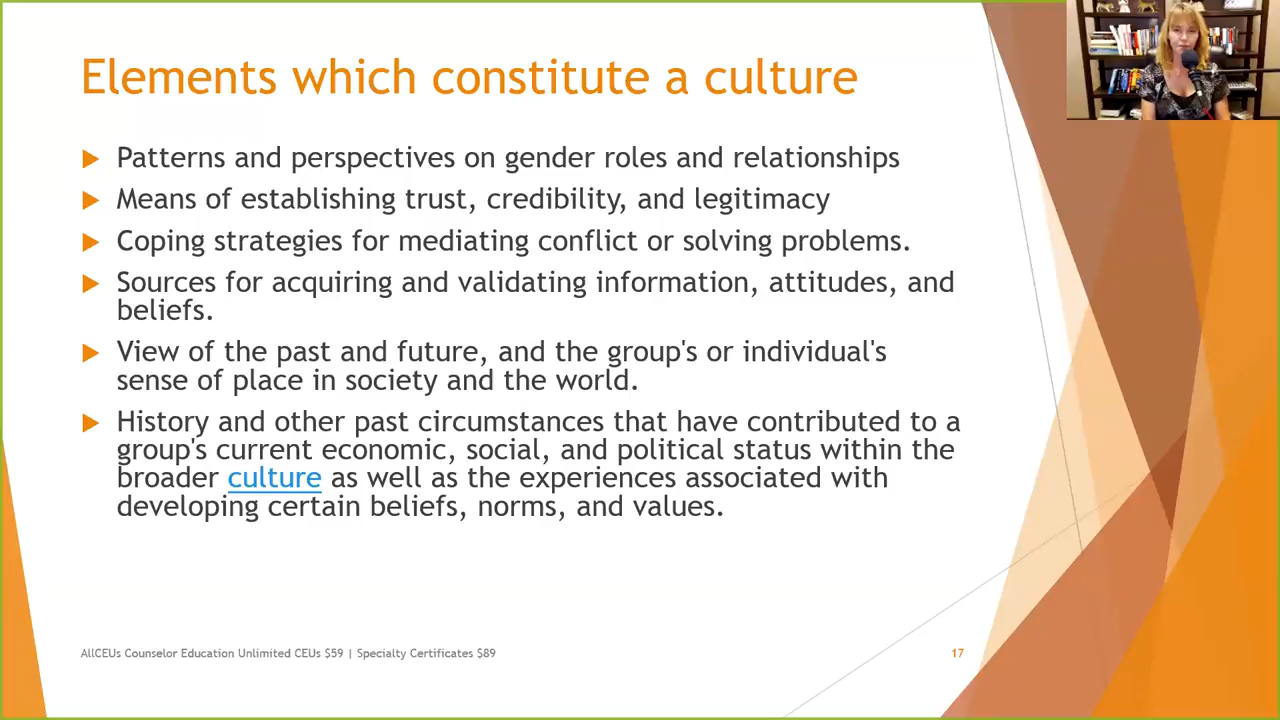 Elements which constitute a culture
Patterns and perspectives on gender roles and relationships
Means of establishing trust, credibility, and legitimacy
Coping strategies for mediating conflict or solving problems.
Sources for acquiring and validating information, attitudes, and
beliefs.
View of the past and future, and the group's or individual's
sense of place in society and the world.
History and other past circumstances that have contributed to a
group's current economic, social, and political status within the
broader culture as well as the experiences associated with
developing certain beliefs, norms, and values.
AllCEUs Counselor Education Unlimited CEUs $59 | Specialty Certificates $89
17